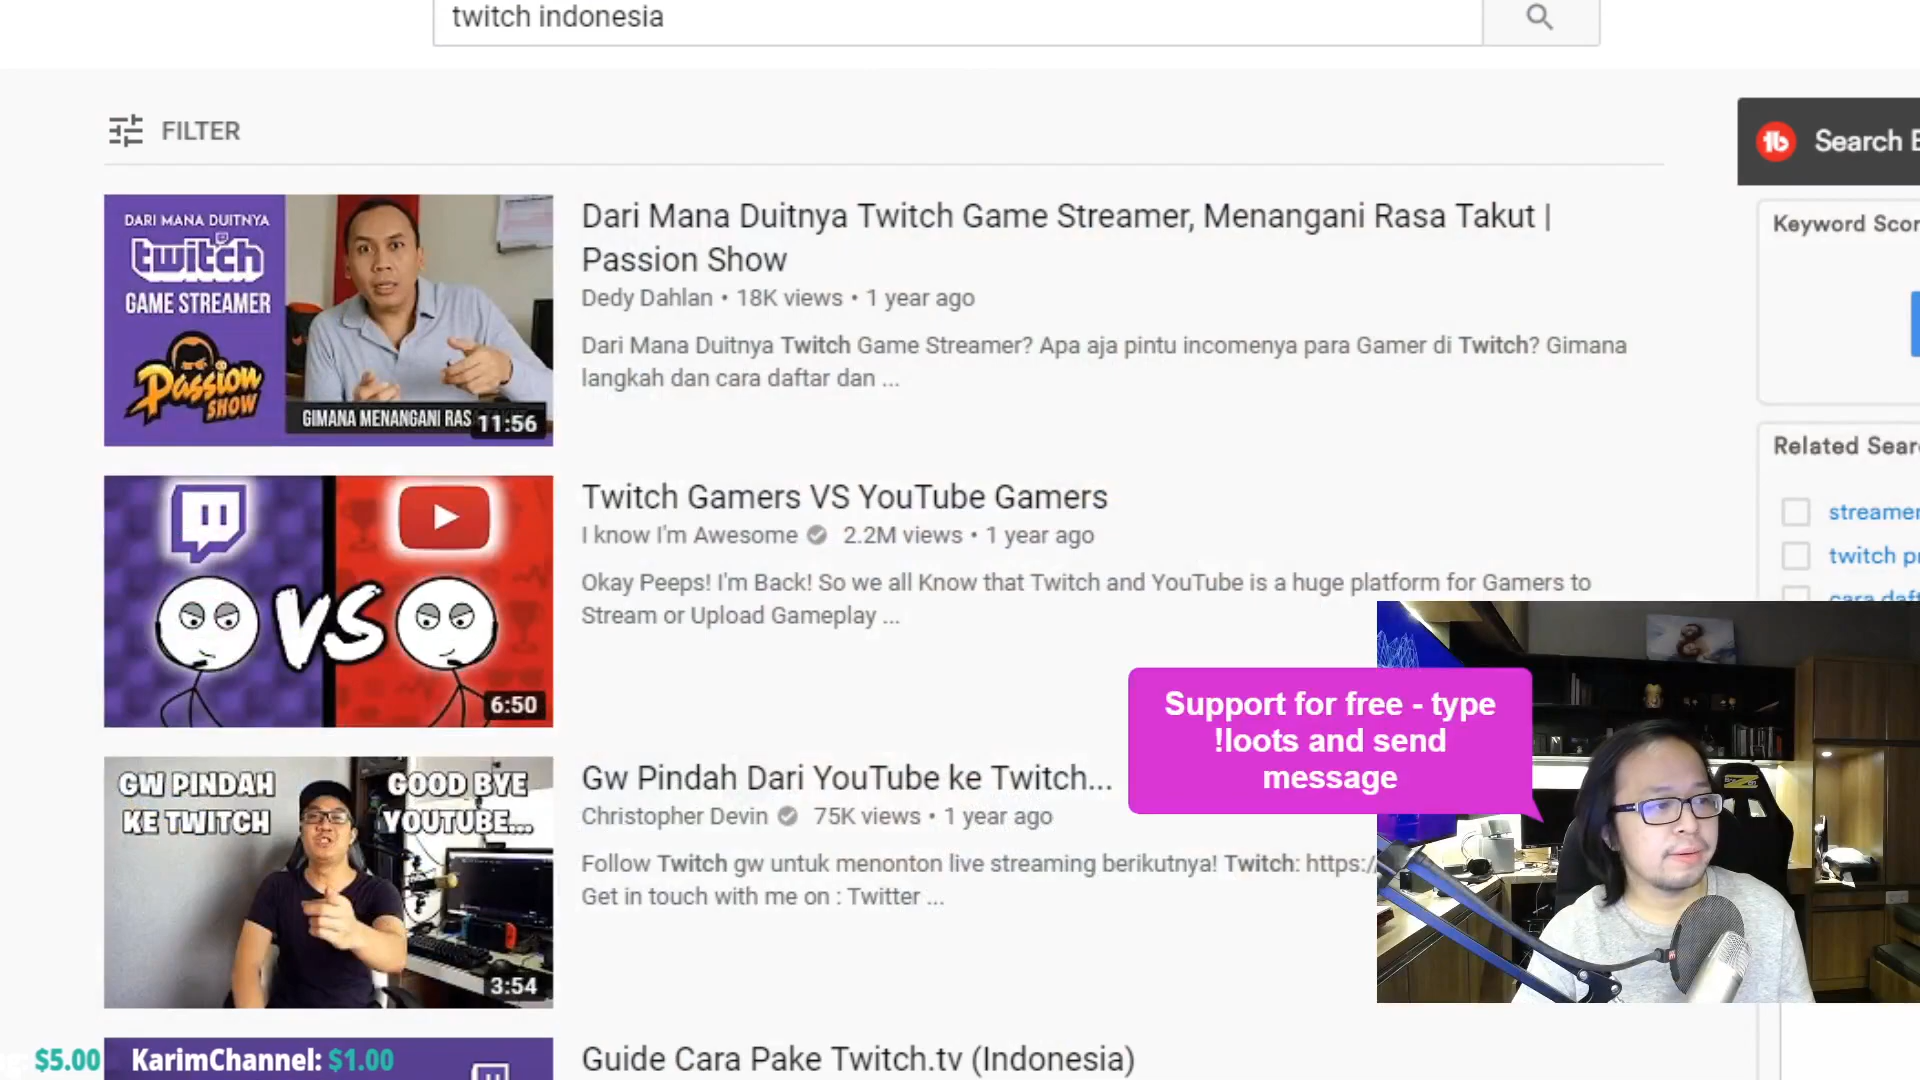 twitch indonesia
FILTER
Search
Keyword Scor
Related Sear
streamer
twitch pr
DARI MANA DUITNYA
twitch
GAME STREAMER
Passion
SHOW
GIMANA MENANGANI RAS
11:56
Dari Mana Duitnya Twitch Game Streamer, Menangani Rasa Takut |
Passion Show
Dedy Dahlan • 18K views • 1 year ago
Dari Mana Duitnya Twitch Game Streamer? Apa aja pintu incomenya para Gamer di Twitch? Gimana
langkah dan cara daftar dan ...
VS
6:50
Twitch Gamers VS YouTube Gamers
I know I'm Awesome 2.2M views • 1 year ago
Okay Peeps! I'm Back! So we all Know that Twitch and YouTube is a huge platform for Gamers to
Stream or Upload Gameplay ...
Support for free - type
!loots and send
message
GW PINDAH
KE TWITCH
GOOD BYE
YOUTUBE...
3:54
Gw Pindah Dari YouTube ke Twitch...
Christopher Devin 75K views • 1 year ago
Follow Twitch gw untuk menonton live streaming berikutnya! Twitch: https:/
Get in touch with me on : Twitter ...
$5.00 KarimChannel: $1.00
Guide Cara Pake Twitch.tv (Indonesia)